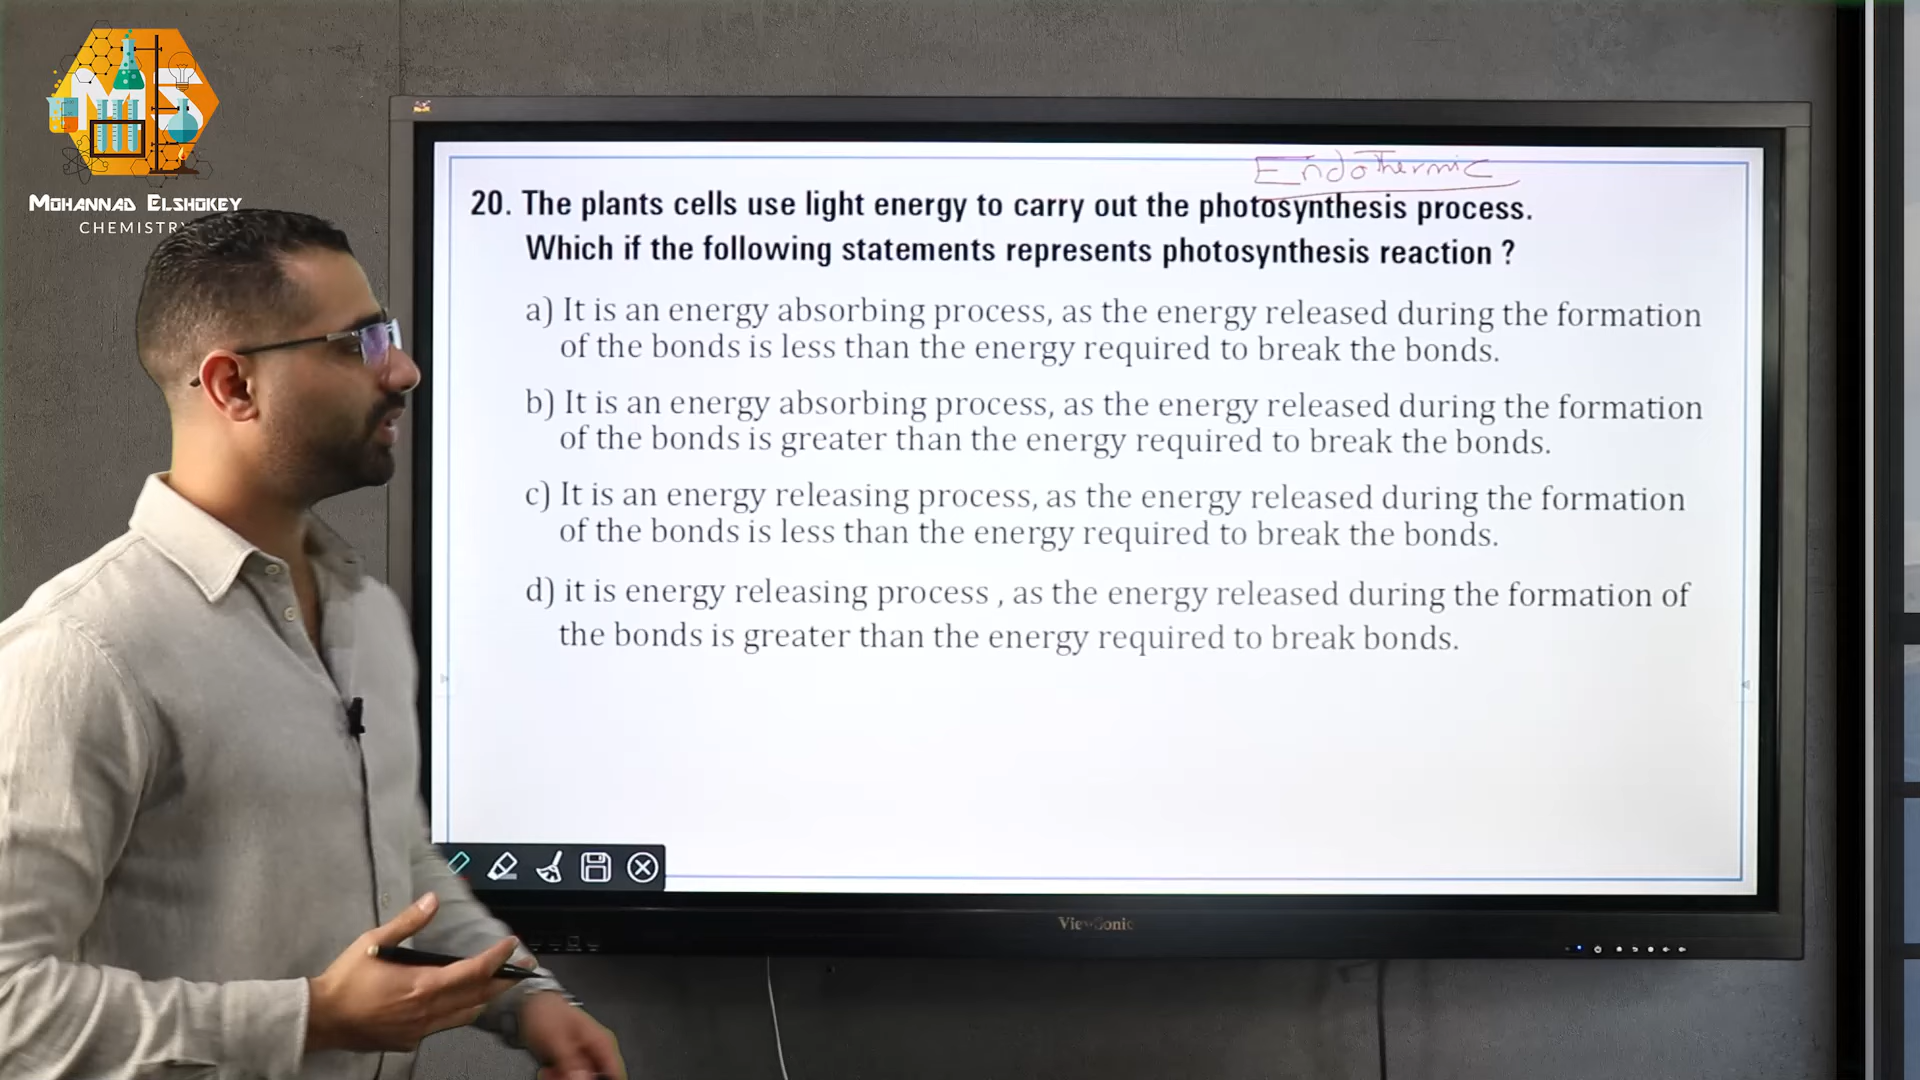 MS
MOHANNAD ELSHOKEY
CHEMISTRY
Endothermic
20. The plants cells use light energy to carry out the photosynthesis process.
Which if the following statements represents photosynthesis reaction ?
a) It is an energy absorbing process, as the energy released during the formation
of the bonds is less than the energy required to break the bonds.
b) It is an energy absorbing process, as the energy released during the formation
of the bonds is greater than the energy required to break the bonds.
c) It is an energy releasing process, as the energy released during the formation
of the bonds is less than the energy required to break the bonds.
d) it is energy releasing process , as the energy released during the formation of
the bonds is greater than the energy required to break bonds.
ViewSonic